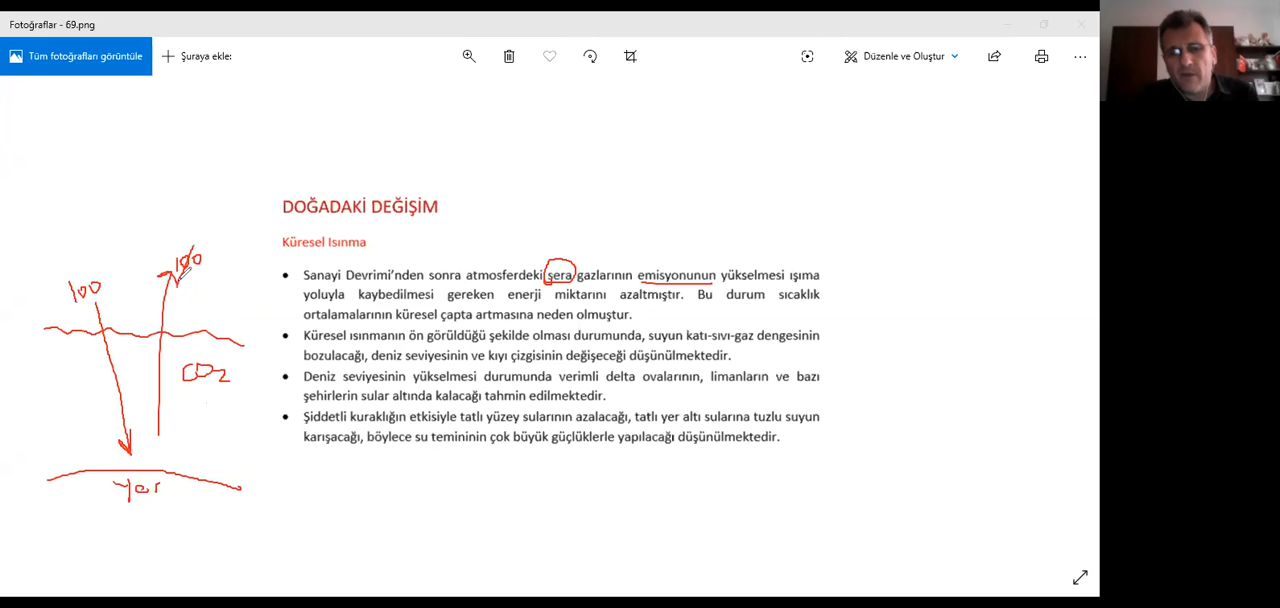 Fotoğraflar - 69.png
Tüm fotoğrafları görüntüle
Şuraya ekle:
Düzenle ve Oluştur
DOĞADAKİ DEĞİŞİM
Küresel Isınma
• Sanayi Devrimi'nden sonra atmosferdeki sera gazlarının emisyonunun yükselmesi ışıma
yoluyla kaybedilmesi gereken enerji miktarını azaltmıştır. Bu durum sıcaklık
ortalamalarının küresel çapta artmasına neden olmuştur.
• Küresel ısınmanın ön görüldüğü şekilde olması durumunda, suyun katı-sıvı-gaz dengesinin
bozulacağı, deniz seviyesinin ve kıyı çizgisinin değişeceği düşünülmektedir.
• Deniz seviyesinin yükselmesi durumunda verimli delta ovalarının, limanların ve bazı
şehirlerin sular altında kalacağı tahmin edilmektedir.
• Şiddetli kuraklığın etkisiyle tatlı yüzey sularının azalacağı, tatlı yer altı sularına tuzlu suyun
karışacağı, böylece su temininin çok büyük güçlüklerle yapılacağı düşünülmektedir.
100
100
CO2
yer